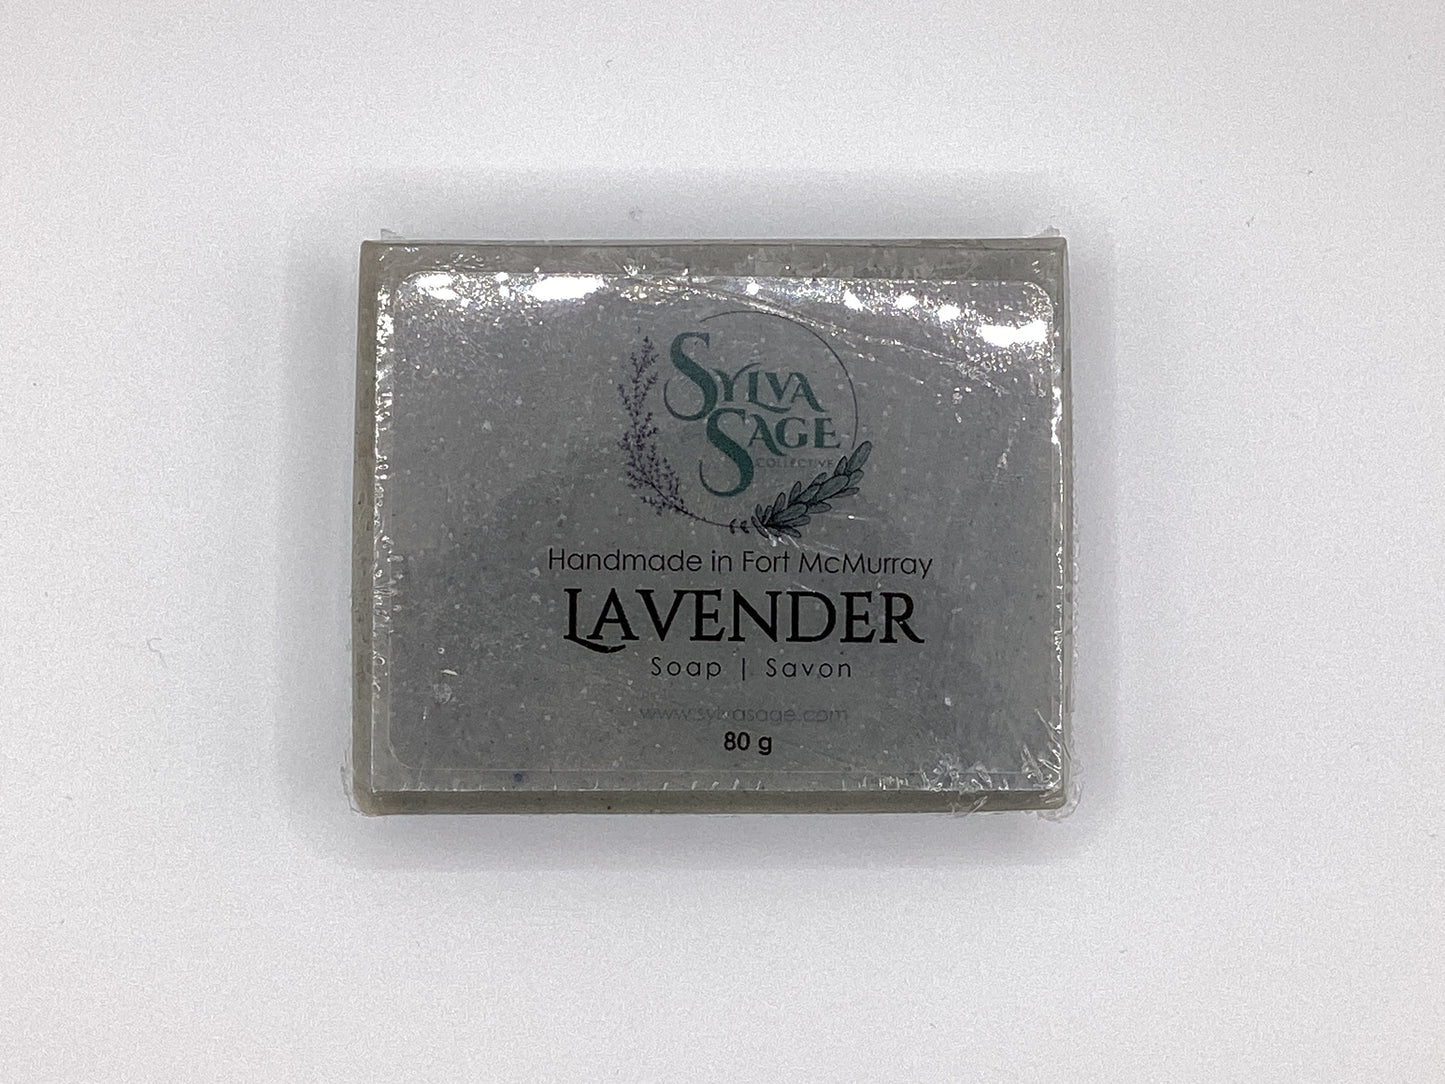 SYLVA
SAGE
COLLECTIVE
Handmade in Fort McMurray
LAVENDER
Soap | Savon
www.sylvasage.com
80 g